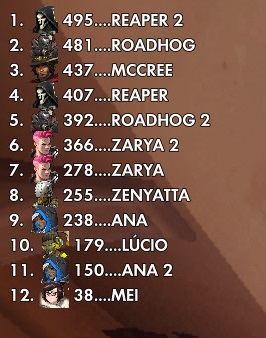 1. 495....REAPER 2
2. 481....ROADHOG
3. 437....MCCREE
4. 407....REAPER
5. 392....ROADHOG 2
6. 366....ZARYA 2
7. 278....ZARYA
8. 255....ZENYATTA
9. 238....ANA
10. 179....LÚCIO
11. 150....ANA 2
12. 38....MEI